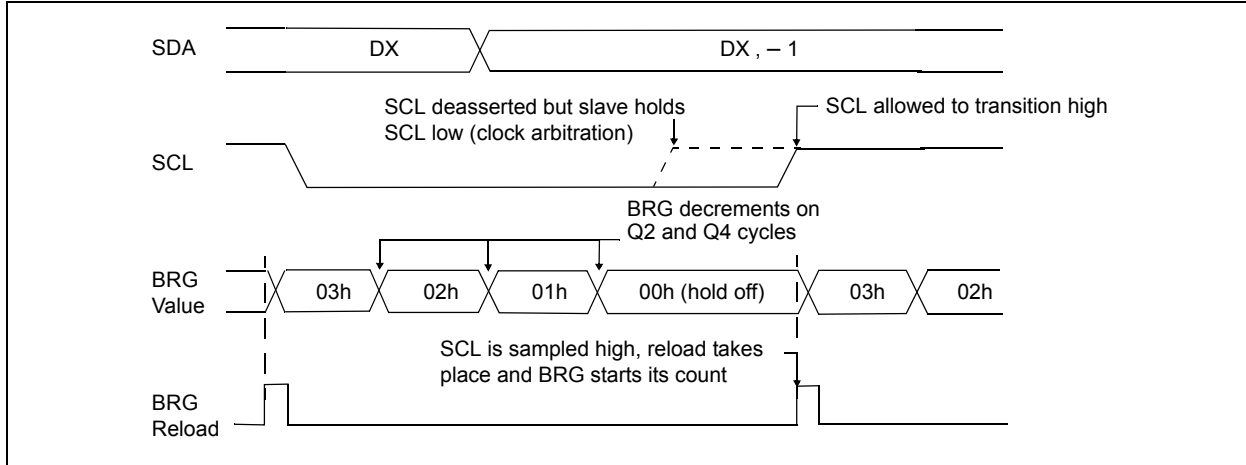 SDA
DX
DX , – 1
SCL deasserted but slave holds
SCL low (clock arbitration)
SCL allowed to transition high
SCL
BRG decrements on
Q2 and Q4 cycles
BRG
Value
03h
02h
01h
00h (hold off)
03h
02h
SCL is sampled high, reload takes
place and BRG starts its count
BRG
Reload